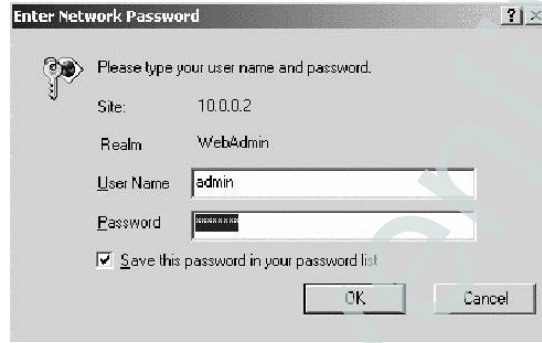 Enter Network Password
Please type your user name and password.
Site: 10.0.0.2
Realm WebAdmin
User Name admin
Password ********
Save this password in your password list
OK Cancel